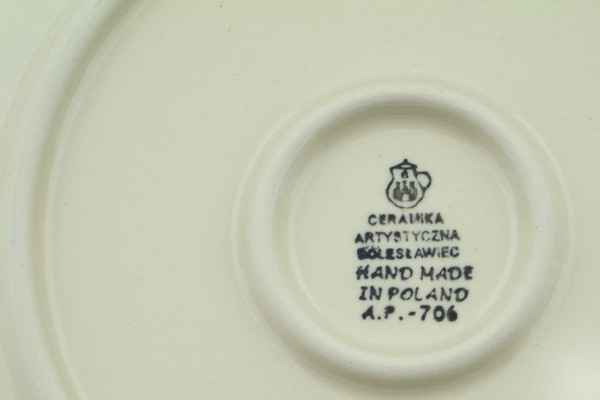 CERAMIKA
ARTYSTYCZNA
BOLESŁAWIEC
HAND MADE
IN POLAND
A.P.-706